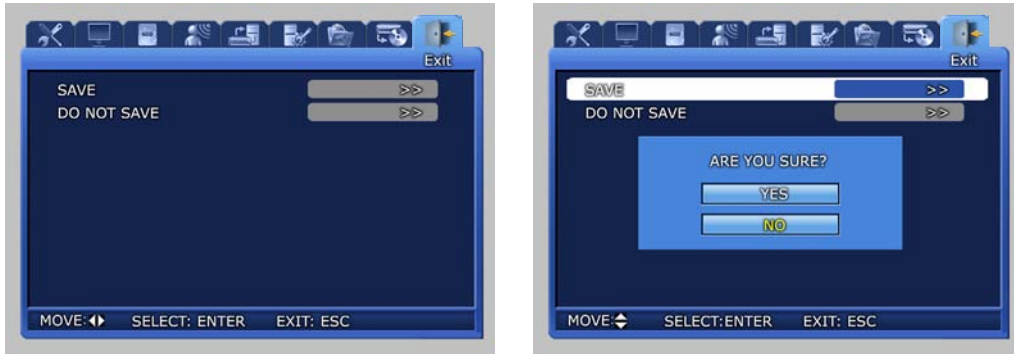 Exit
SAVE >>
DO NOT SAVE >>
MOVE: SELECT: ENTER EXIT: ESC
Exit
SAVE >>
DO NOT SAVE >>
ARE YOU SURE?
YES
NO
MOVE: SELECT:ENTER EXIT: ESC